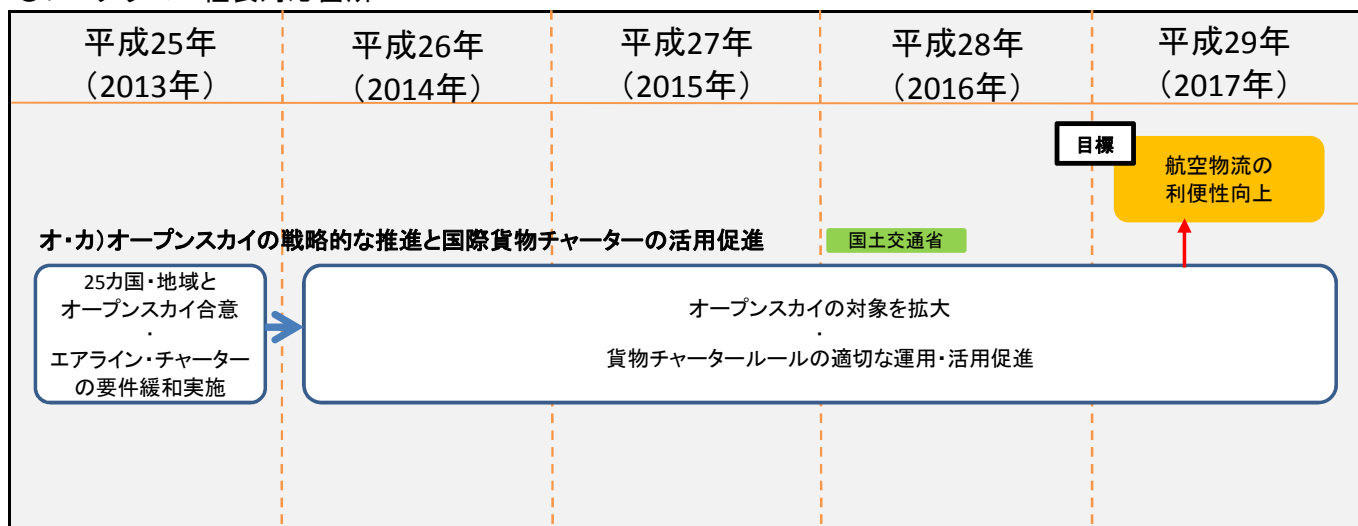 平成25年
（2013年）
平成26年
（2014年）
平成27年
（2015年）
平成28年
（2016年）
平成29年
（2017年）
目標
航空物流の
利便性向上
オ・カ）オープンスカイの戦略的な推進と国際貨物チャーターの活用促進
国土交通省
25カ国・地域と
オープンスカイ合意
・
エアライン・チャーター
の要件緩和実施
オープンスカイの対象を拡大
・
貨物チャータールールの適切な運用・活用促進